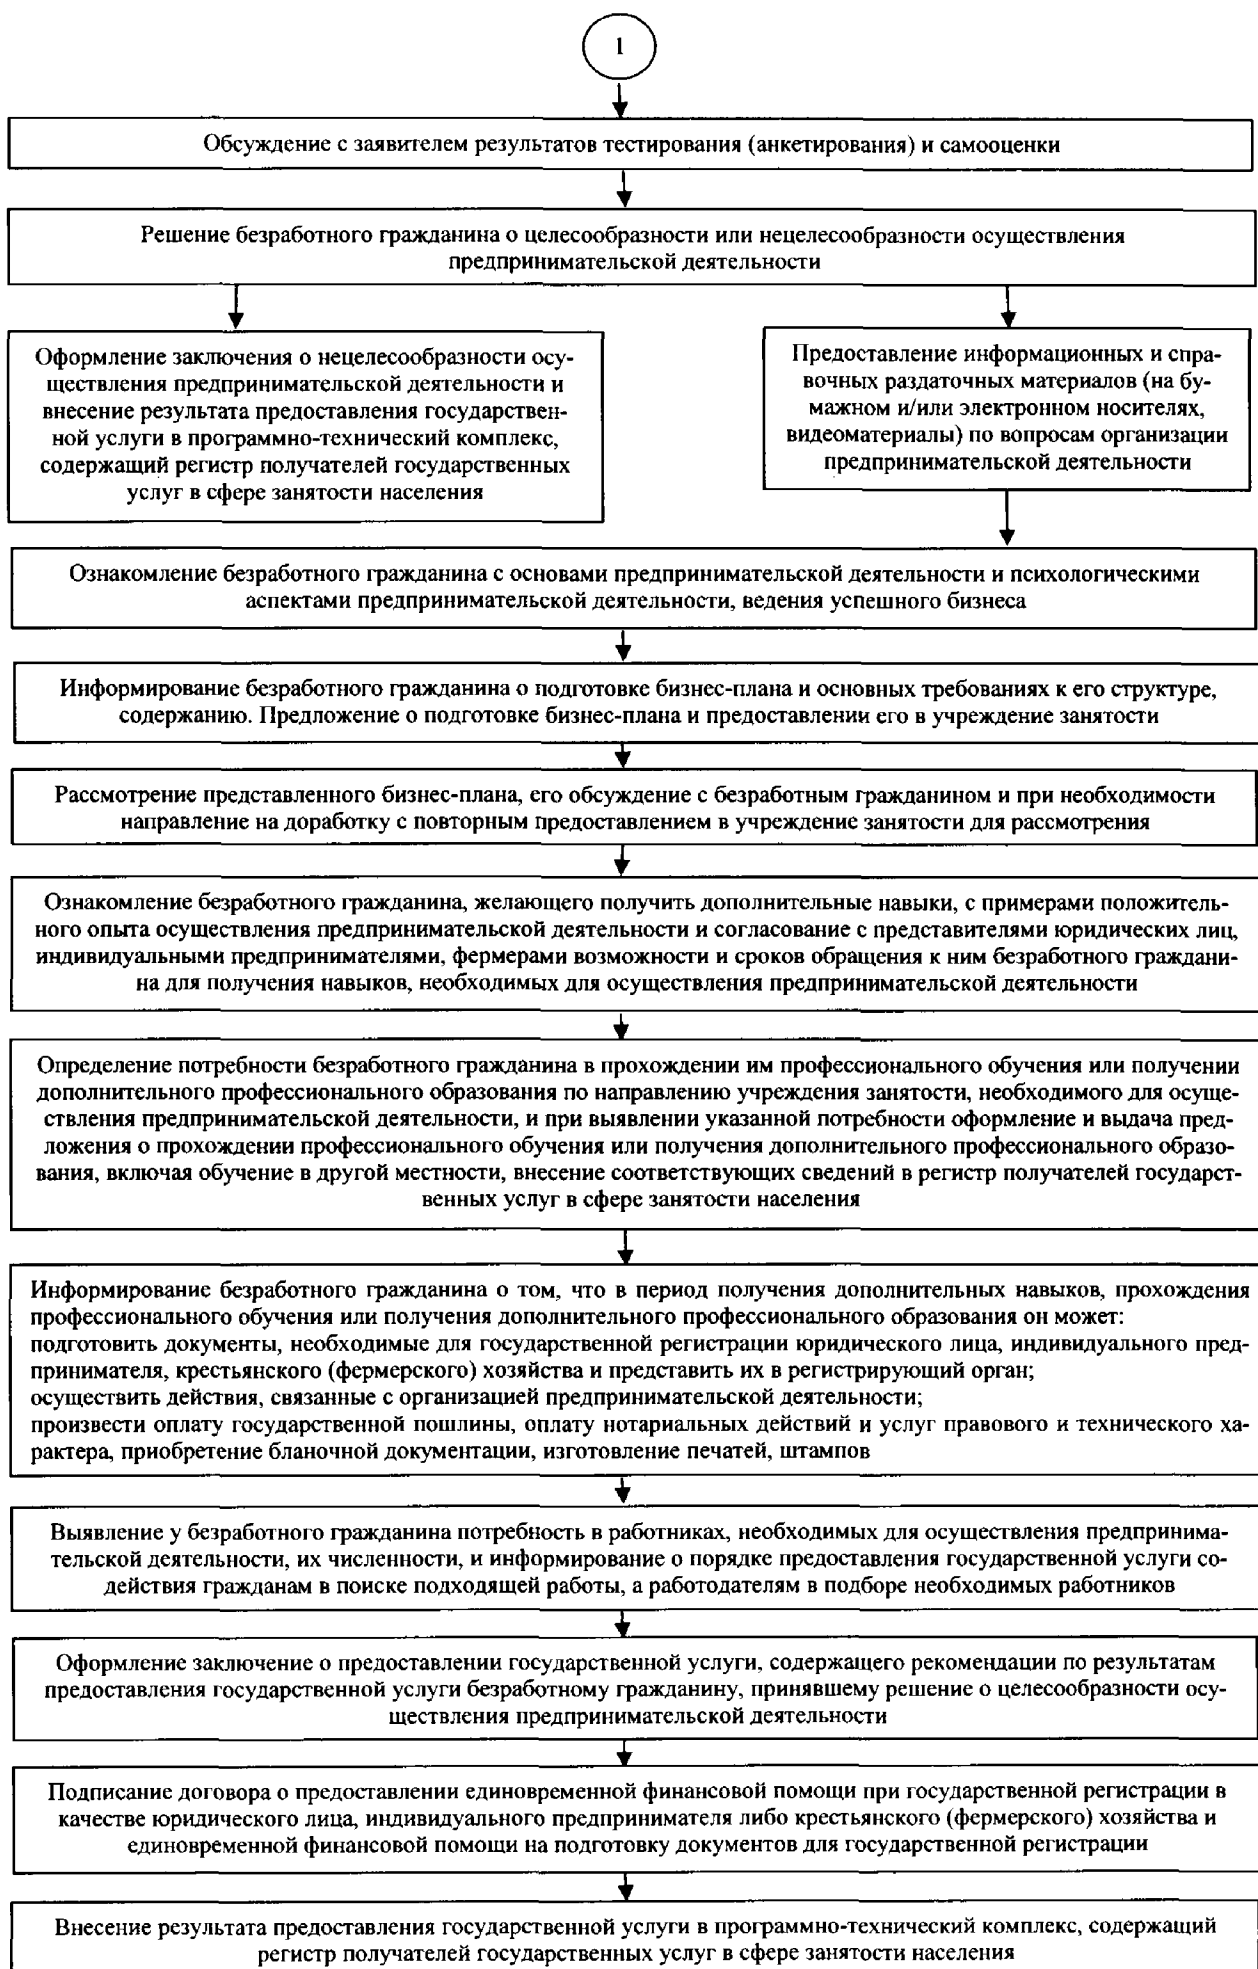 1
Обсуждение с заявителем результатов тестирования (анкетирования) и самооценки
Решение безработного гражданина о целесообразности или нецелесообразности осуществления
предпринимательской деятельности
Оформление заключения о нецелесообразности осу-
ществления предпринимательской деятельности и
внесение результата предоставления государствен-
ной услуги в программно-технический комплекс,
содержащий регистр получателей государственных
услуг в сфере занятости населения
Предоставление информационных и спра-
вочных раздаточных материалов (на бу-
мажном и/или электронном носителях,
видеоматериалы) по вопросам организации
предпринимательской деятельности
Ознакомление безработного гражданина с основами предпринимательской деятельности и психологическими
аспектами предпринимательской деятельности, ведения успешного бизнеса
Информирование безработного гражданина о подготовке бизнес-плана и основных требованиях к его структуре,
содержанию. Предложение о подготовке бизнес-плана и предоставлении его в учреждение занятости
Рассмотрение представленного бизнес-плана, его обсуждение с безработным гражданином и при необходимости
направление на доработку с повторным предоставлением в учреждение занятости для рассмотрения
Ознакомление безработного гражданина, желающего получить дополнительные навыки, с примерами положитель-
ного опыта осуществления предпринимательской деятельности и согласование с представителями юридических лиц,
индивидуальными предпринимателями, фермерами возможности и сроков обращения к ним безработного граждани-
на для получения навыков, необходимых для осуществления предпринимательской деятельности
Определение потребности безработного гражданина в прохождении им профессионального обучения или получении
дополнительного профессионального образования по направлению учреждения занятости, необходимого для осуще-
ствления предпринимательской деятельности, и при выявлении указанной потребности оформление и выдача пред-
ложения о прохождении профессионального обучения или получения дополнительного профессионального образо-
вания, включая обучение в другой местности, внесение соответствующих сведений в регистр получателей государст-
венных услуг в сфере занятости населения
Информирование безработного гражданина о том, что в период получения дополнительных навыков, прохождения
профессионального обучения или получения дополнительного профессионального образования он может:
подготовить документы, необходимые для государственной регистрации юридического лица, индивидуального пред-
принимателя, крестьянского (фермерского) хозяйства и представить их в регистрирующий орган;
осуществить действия, связанные с организацией предпринимательской деятельности;
произвести оплату государственной пошлины, оплату нотариальных действий и услуг правового и технического ха-
рактера, приобретение бланочной документации, изготовление печатей, штампов
Выявление у безработного гражданина потребность в работниках, необходимых для осуществления предпринима-
тельской деятельности, их численности, и информирование о порядке предоставления государственной услуги со-
действия гражданам в поиске подходящей работы, а работодателям в подборе необходимых работников
Оформление заключение о предоставлении государственной услуги, содержащего рекомендации по результатам
предоставления государственной услуги безработному гражданину, принявшему решение о целесообразности осу-
ществления предпринимательской деятельности
Подписание договора о предоставлении единовременной финансовой помощи при государственной регистрации в
качестве юридического лица, индивидуального предпринимателя либо крестьянского (фермерского) хозяйства и
единовременной финансовой помощи на подготовку документов для государственной регистрации
Внесение результата предоставления государственной услуги в программно-технический комплекс, содержащий
регистр получателей государственных услуг в сфере занятости населения